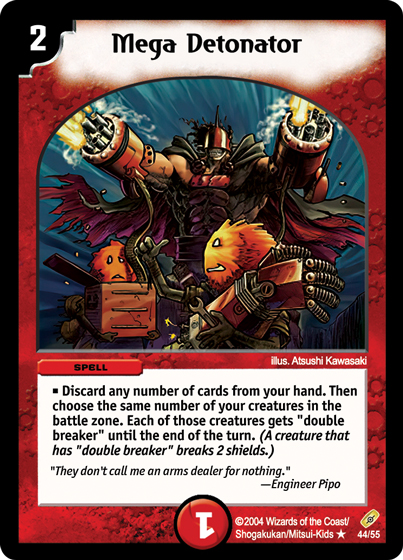 2
Mega Detonator
illus. Atsushi Kawasaki
SPELL
▪ Discard any number of cards from your hand. Then
choose the same number of your creatures in the
battle zone. Each of those creatures gets "double
breaker" until the end of the turn. (A creature that
has "double breaker" breaks 2 shields.)
"They don't call me an arms dealer for nothing."
—Engineer Pipo
1
©2004 Wizards of the Coast/
Shogakukan/Mitsui-Kids ★ 44/55